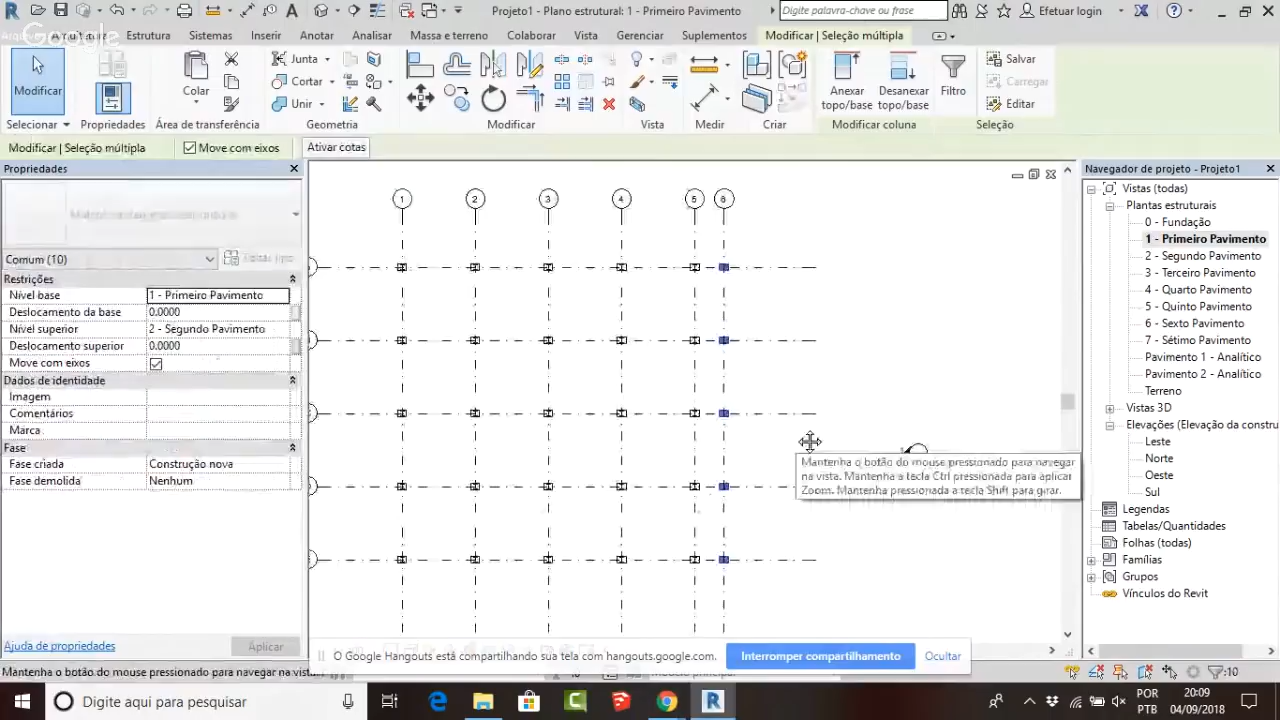 Projeto1 - Plano estrutural: 1 - Primeiro Pavimento
Digite palavra-chave ou frase
Efetuar login
Google
Estrutura
Sistemas
Inserir
Anotar
Analisar
Massa e terreno
Colaborar
Vista
Gerenciar
Suplementos
Modificar | Seleção múltipla
Modificar
Colar
Junta
Cortar
Unir
Anexar topo/base
Desanexar topo/base
Filtro
Salvar
Carregar
Editar
Selecionar
Propriedades
Área de transferência
Geometria
Modificar
Vista
Medir
Criar
Modificar coluna
Seleção
Modificar | Seleção múltipla
Move com eixos
Ativar cotas
Propriedades
Comum (10)
Restrições
Nível base
1 - Primeiro Pavimento
Deslocamento da base
0.0000
Nível superior
2 - Segundo Pavimento
Deslocamento superior
0.0000
Move com eixos
Dados de identidade
Imagem
Comentários
Marca
Fase
Fase criada
Construção nova
Fase demolida
Nenhum
Ajuda de propriedades
Aplicar
1 2 3 4 5 6
Mantenha o botão do mouse pressionado para navegar
na vista. Mantenha a tecla Ctrl pressionada para aplicar
Zoom. Mantenha pressionada a tecla Shift para girar.
Navegador de projeto - Projeto1
Vistas (todas)
Plantas estruturais
0 - Fundação
1 - Primeiro Pavimento
2 - Segundo Pavimento
3 - Terceiro Pavimento
4 - Quarto Pavimento
5 - Quinto Pavimento
6 - Sexto Pavimento
7 - Sétimo Pavimento
Pavimento 1 - Analítico
Pavimento 2 - Analítico
Terreno
Vistas 3D
Elevações (Elevação da constru
Leste
Norte
Oeste
Sul
Legendas
Tabelas/Quantidades
Folhas (todas)
Famílias
Grupos
Vínculos do Revit
O Google Hangouts está compartilhando sua tela com hangouts.google.com.
Interromper compartilhamento
Ocultar
Mantenha o botão do mouse pressionado para navegar na vista
:10
Digite aqui para pesquisar
POR
PTB
20:09
04/09/2018